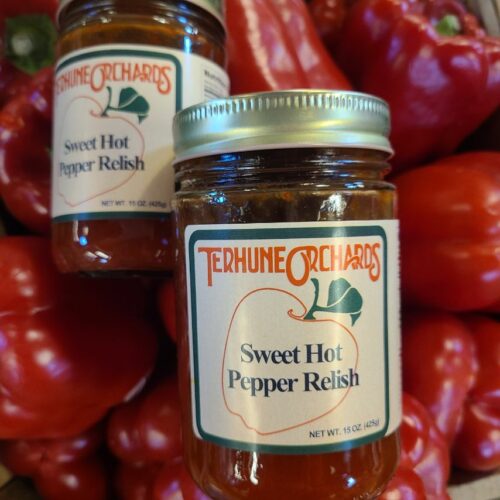 TERHUNE ORCHARDS
Sweet Hot
Pepper Relish
NET WT. 15 OZ. (425g)
TERHUNE ORCHARDS
Sweet Hot
Pepper Relish
NET WT. 15 OZ. (425g)